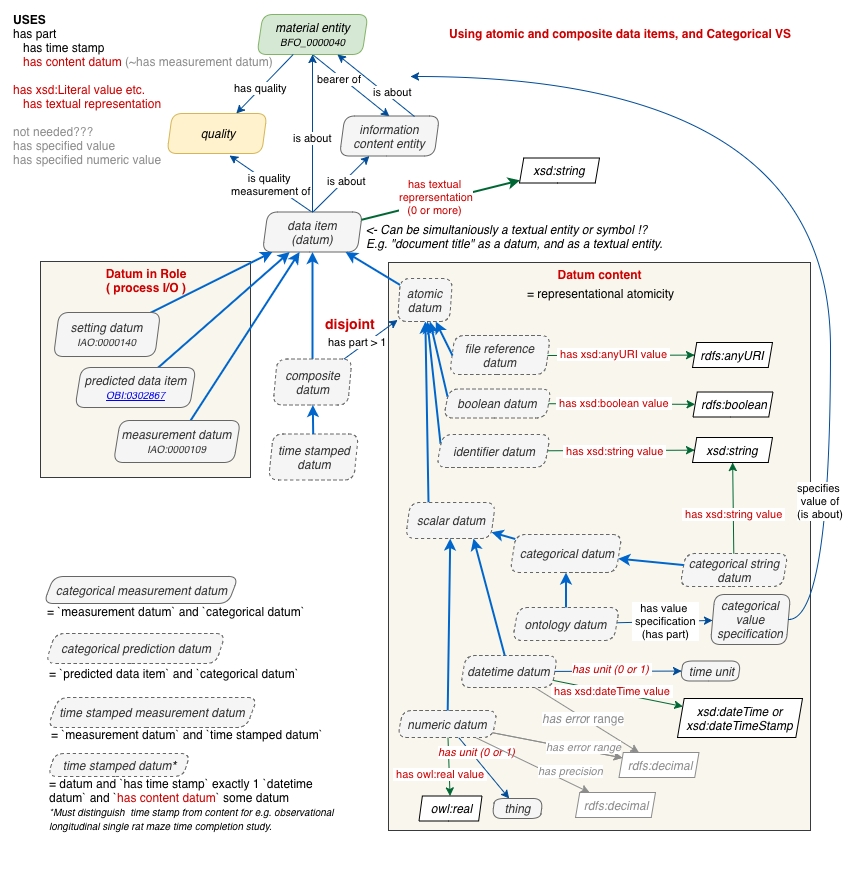 USES
has part
has time stamp
has content datum (~has measurement datum)
has xsd:Literal value etc.
has textual representation
not needed???
has specified value
has specified numeric value
material entity
BFO_0000040
Using atomic and composite data items, and Categorical VS
has quality
bearer of
is about
quality
is about
information
content entity
is quality
measurement of
is about
has textual
reprersentation
(0 or more)
xsd:string
data item
(datum)
<- Can be simultaniously a textual entity or symbol !?
E.g. "document title" as a datum, and as a textual entity.
Datum in Role
( process I/O )
setting datum
IAO:0000140
predicted data item
OBI:0302867
measurement datum
IAO:0000109
disjoint
has part > 1
composite
datum
time stamped
datum
Datum content
= representational atomicity
atomic
datum
file reference
datum
has xsd:anyURI value
rdfs:anyURI
boolean datum
has xsd:boolean value
rdfs:boolean
identifier datum
has xsd:string value
xsd:string
specifies
value of
(is about)
has xsd:string value
scalar datum
categorical datum
categorical string
datum
ontology datum
has value
specification
(has part)
categorical
value
specification
datetime datum
has unit (0 or 1)
time unit
has xsd:dateTime value
xsd:dateTime or
xsd:dateTimeStamp
numeric datum
has error range
has unit (0 or 1)
has error range
has owl:real value
has precision
rdfs:decimal
owl:real
thing
rdfs:decimal
categorical measurement datum
= `measurement datum` and `categorical datum`
categorical prediction datum
= `predicted data item` and `categorical datum`
time stamped measurement datum
= `measurement datum` and `time stamped datum`
time stamped datum*
= datum and `has time stamp` exactly 1 `datetime
datum` and `has content datum` some datum
*Must distinguish time stamp from content for e.g. observational
longitudinal single rat maze time completion study.